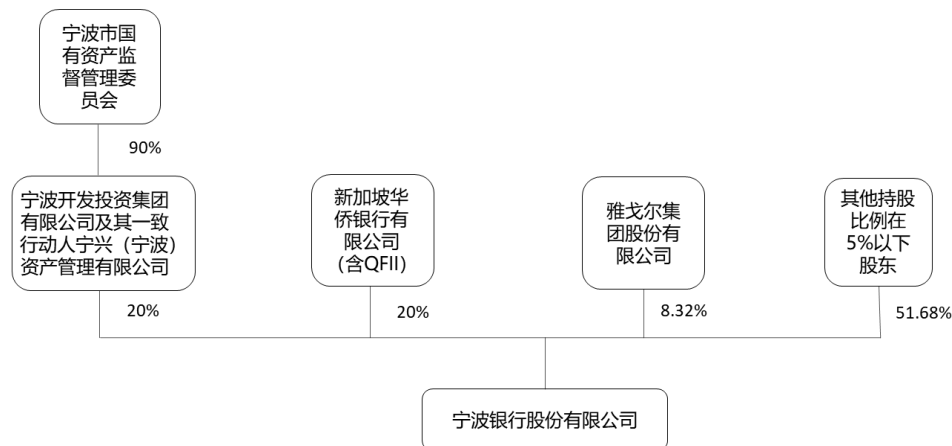 宁波市国
有资产监
督管理委
员会
90%
宁波开发投资集团
有限公司及其一致
行动人宁兴（宁波）
资产管理有限公司
新加坡华
侨银行有
限公司
（含QFII）
雅戈尔集
团股份有
限公司
其他持股
比例在
5%以下
股东
20%
20%
8.32%
51.68%
宁波银行股份有限公司